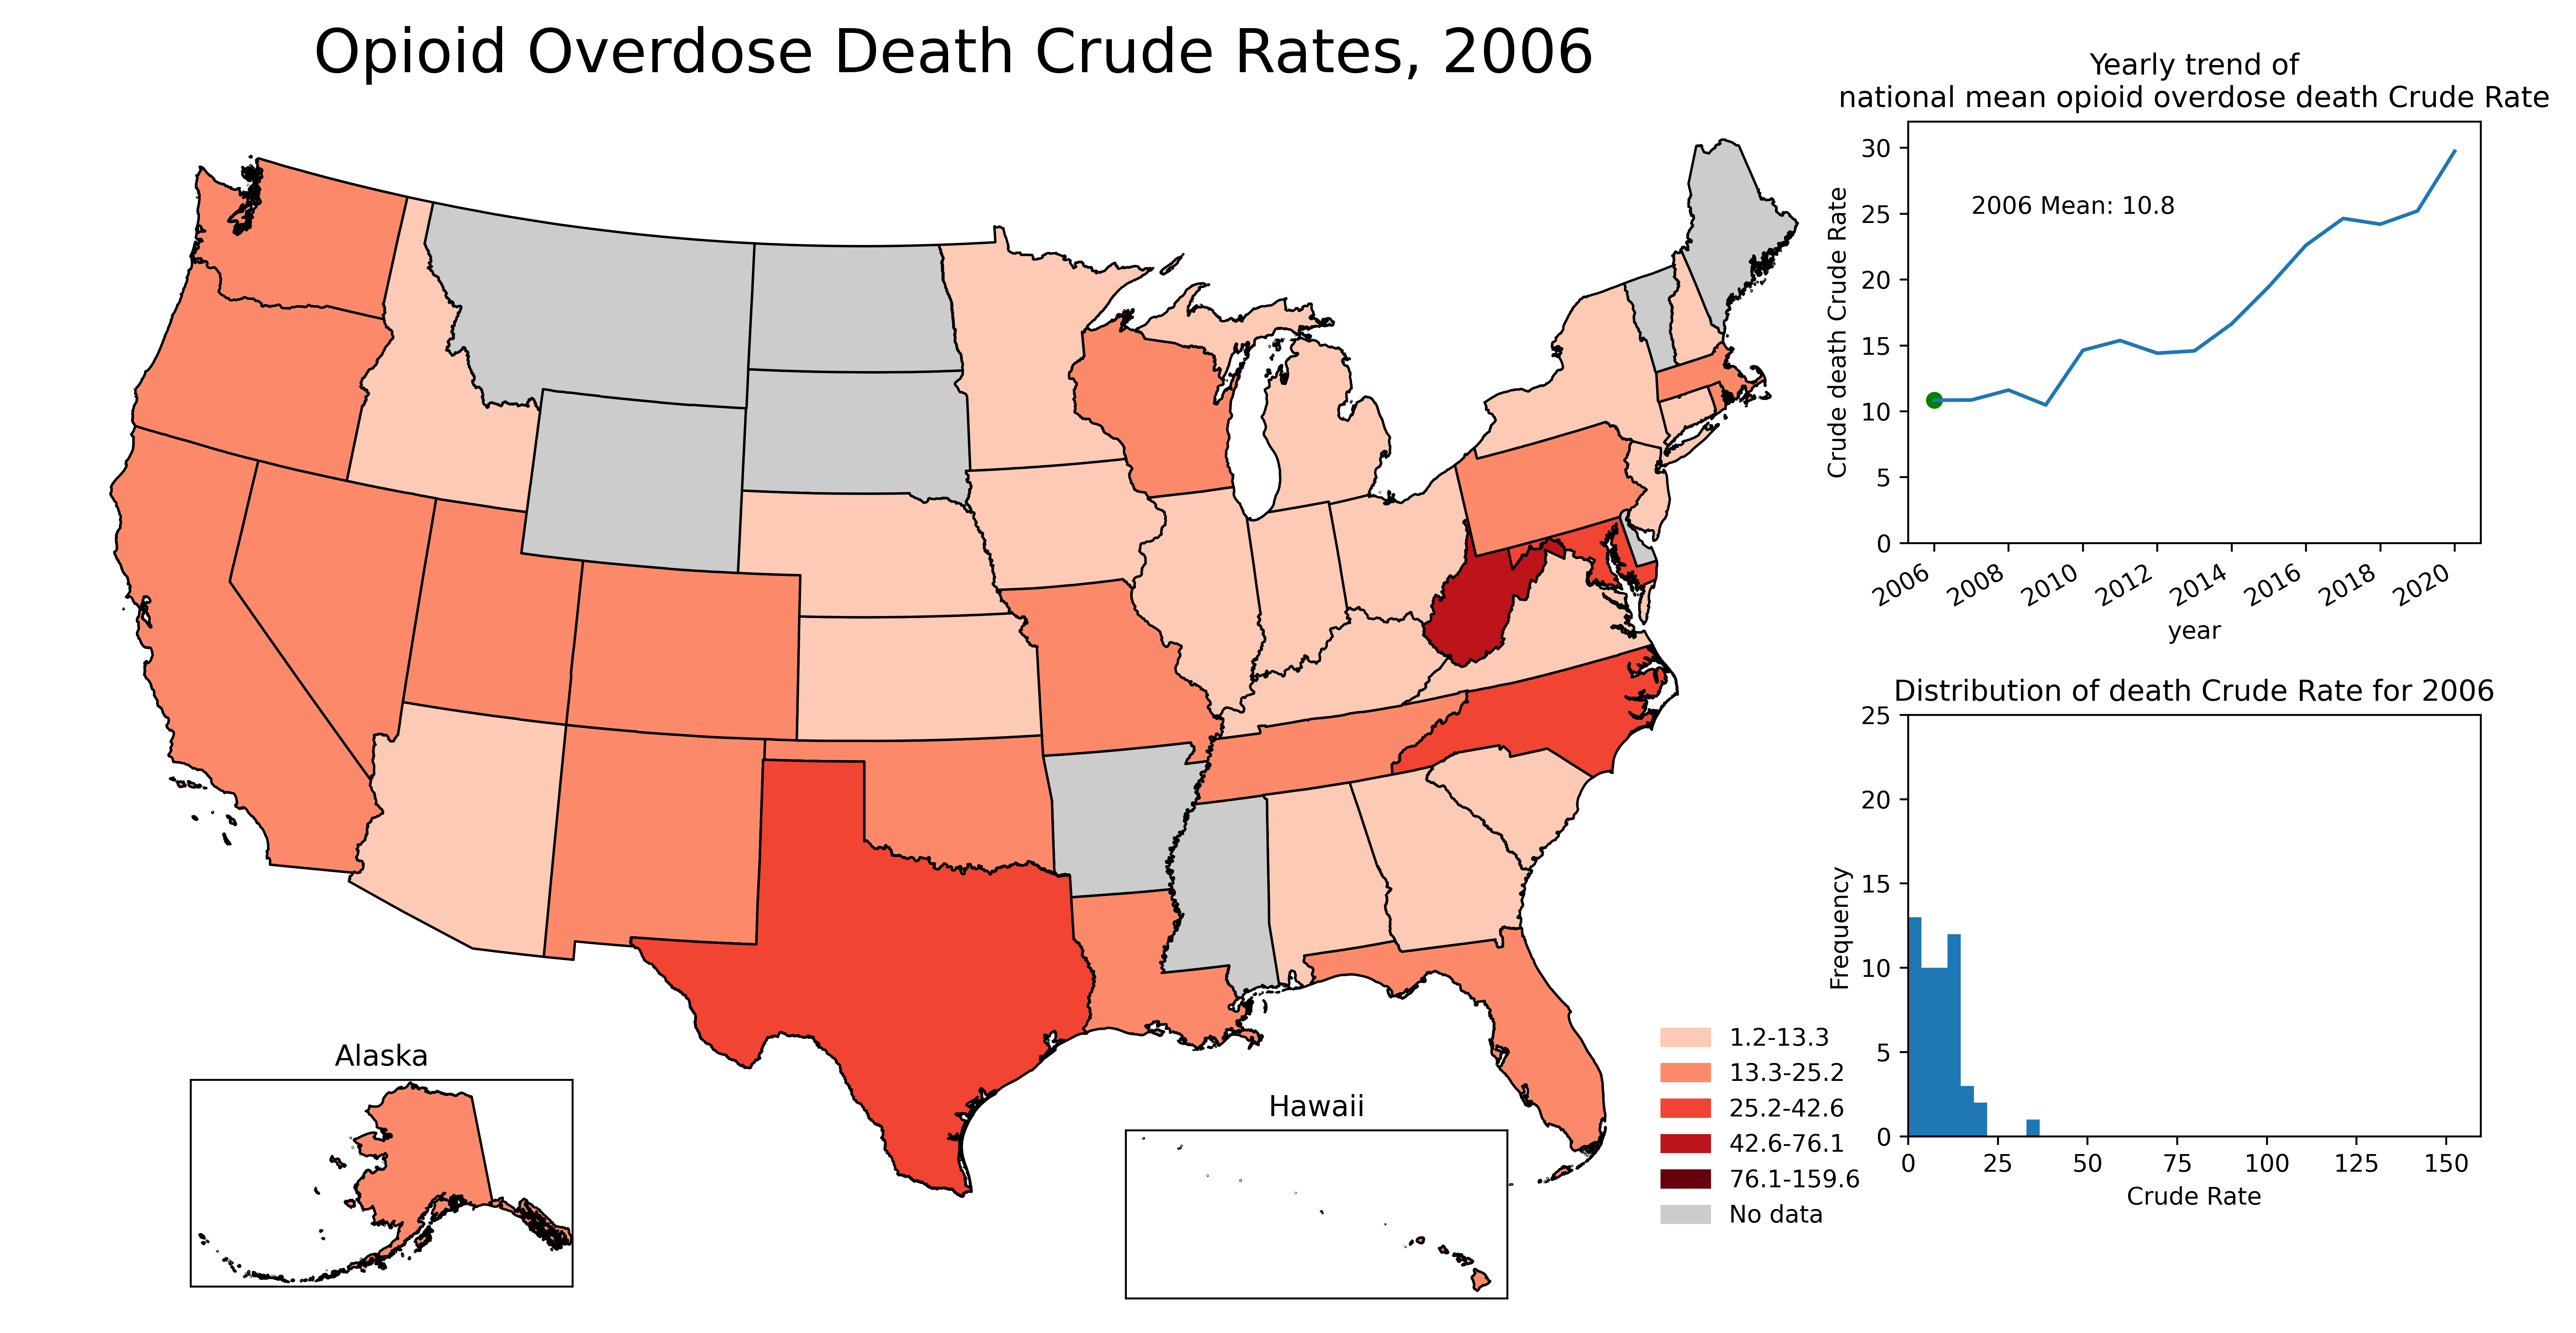 Opioid Overdose Death Crude Rates, 2006
Yearly trend of
national mean opioid overdose death Crude Rate
30
25
20
15
10
5
0
Crude death Crude Rate
2006 Mean: 10.8
2006
2008
2010
2012
2014
2016
2018
2020
year
Distribution of death Crude Rate for 2006
25
20
15
10
5
0
Frequency
0
25
50
75
100
125
150
Crude Rate
Alaska
Hawaii
1.2-13.3
13.3-25.2
25.2-42.6
42.6-76.1
76.1-159.6
No data